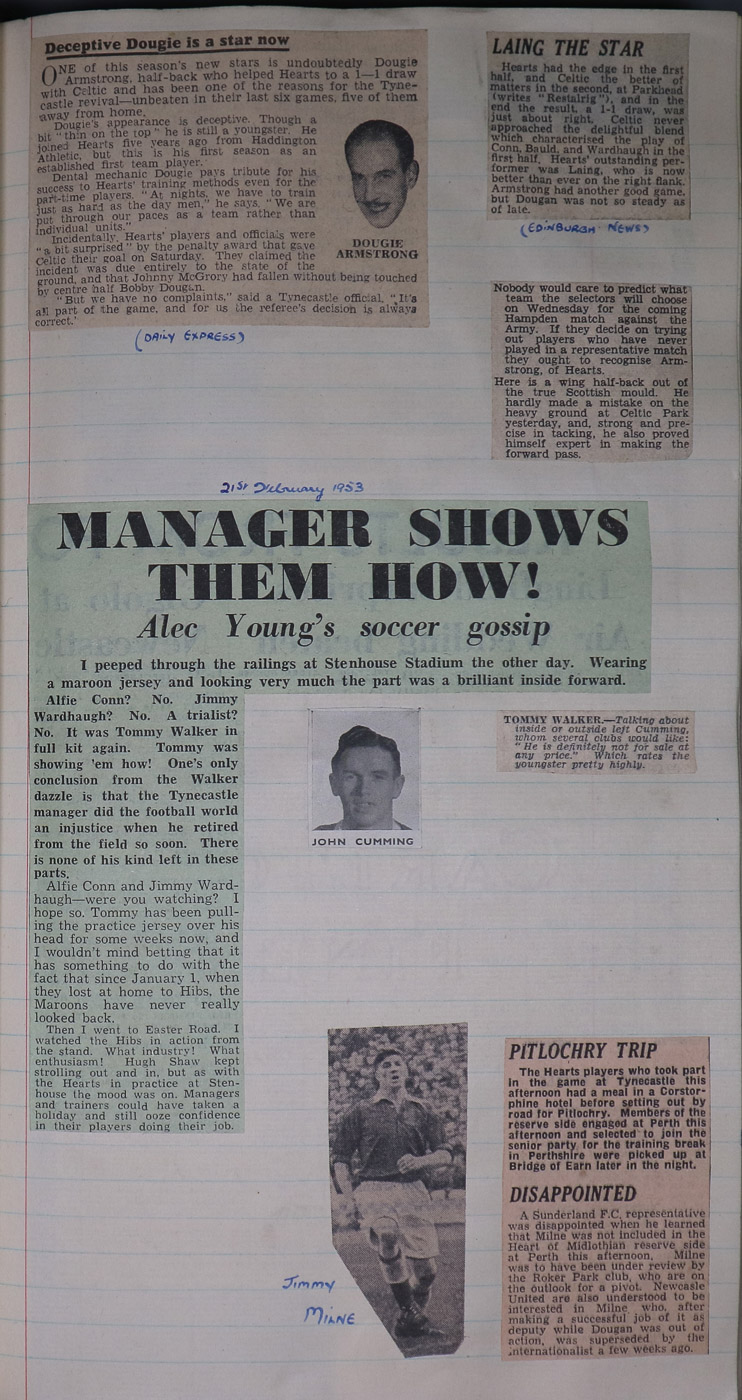 Deceptive Dougie is a star now
ONE of this season's new stars is undoubtedly Dougie
Armstrong, half-back who helped Hearts to a 1—1 draw
with Celtic and has been one of the reasons for the Tyne-
castle revival—unbeaten in their last six games, five of them
away from home.
Dougie's appearance is deceptive. Though a
bit "thin on the top" he is still a youngster. He
joined Hearts five years ago from Haddington
Athletic, but this is his first season as an
established first team player.
Dental mechanic Dougie pays tribute for his
success to Hearts' training methods even for the
part-time players. "At nights, we have to train
just as hard as the day men," he says. "We are
put through our paces as a team rather than
individual units."
Incidentally, Hearts' players and officials were
"a bit surprised" by the penalty award that gave
Celtic their goal on Saturday. They claimed the
incident was due entirely to the state of the
ground, and that Johnny McGrory had fallen without being touched
by centre half Bobby Dougan.
"But we have no complaints," said a Tynecastle official. "It's
all part of the game, and for us the referee's decision is always
correct.'
DOUGIE
ARMSTRONG
(DAILY EXPRESS)
LAING THE STAR
Hearts had the edge in the first
half, and Celtic the better of
matters in the second, at Parkhead
(writes "Restalrig"), and in the
end the result, a 1-1 draw, was
just about right. Celtic never
approached the delightful blend
which characterised the play of
Conn, Bauld, and Wardhaugh in the
first half. Hearts' outstanding per-
former was Laing, who is now
better than ever on the right flank.
Armstrong had another good game,
but Dougan was not so steady as
of late.
(EDINBURGH NEWS)
Nobody would care to predict what
team the selectors will choose
on Wednesday for the coming
Hampden match against the
Army. If they decide on trying
out players who have never
played in a representative match
they ought to recognise Arm-
strong, of Hearts.
Here is a wing half-back out of
the true Scottish mould. He
hardly made a mistake on the
heavy ground at Celtic Park
yesterday, and, strong and pre-
cise in tacking, he also proved
himself expert in making the
forward pass.
21st February 1953
MANAGER SHOWS
THEM HOW!
Alec Young's soccer gossip
I peeped through the railings at Stenhouse Stadium the other day. Wearing
a maroon jersey and looking very much the part was a brilliant inside forward.
Alfie Conn? No. Jimmy
Wardhaugh? No. A trialist?
No. It was Tommy Walker in
full kit again. Tommy was
showing 'em how! One's only
conclusion from the Walker
dazzle is that the Tynecastle
manager did the football world
an injustice when he retired
from the field so soon. There
is none of his kind left in these
parts.
Alfie Conn and Jimmy Ward-
haugh—were you watching? I
hope so. Tommy has been pull-
ing the practice jersey over his
head for some weeks now, and
I wouldn't mind betting that it
has something to do with the
fact that since January 1, when
they lost at home to Hibs, the
Maroons have never really
looked back.
Then I went to Easter Road. I
watched the Hibs in action from
the stand. What industry! What
enthusiasm! Hugh Shaw kept
strolling out and in, but as with
the Hearts in practice at Sten-
house the mood was on. Managers
and trainers could have taken a
holiday and still ooze confidence
in their players doing their job.
JOHN CUMMING
TOMMY WALKER.—Talking about
inside or outside left Cumming,
whom several clubs would like:
"He is definitely not for sale at
any price." Which rates the
youngster pretty highly.
Jimmy
MILNE
PITLOCHRY TRIP
The Hearts players who took part
in the game at Tynecastle this
afternoon had a meal in a Corstor-
phine hotel before setting out by
road for Pitlochry. Members of the
reserve side engaged at Perth this
afternoon and selected to join the
senior party for the training break
in Perthshire were picked up at
Bridge of Earn later in the night.
DISAPPOINTED
A Sunderland F.C. representative
was disappointed when he learned
that Milne was not included in the
Heart of Midlothian reserve side
at Perth this afternoon. Milne
was to have been under review by
the Roker Park club, who are on
the outlook for a pivot. Newcasle
United are also understood to be
interested in Milne who, after
making a successful job of it as
deputy while Dougan was out of
action, was superseded by the
internationalist a few weeks ago.